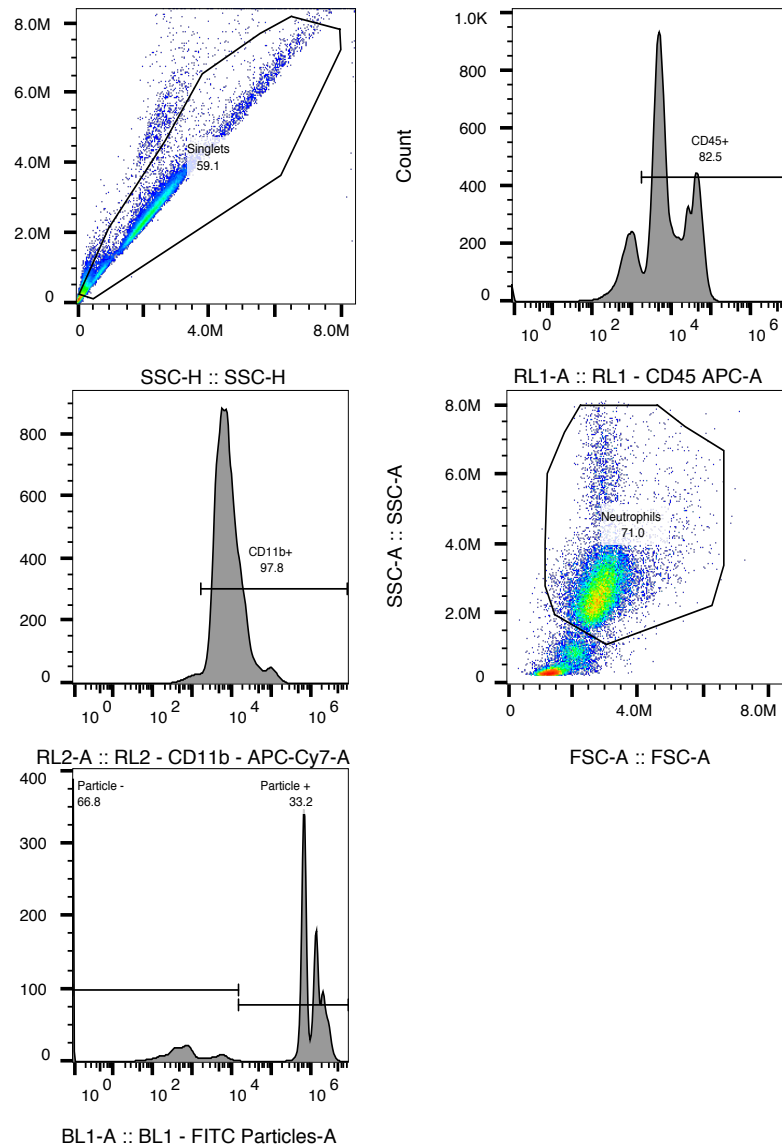 8.0M
6.0M
4.0M
2.0M
0
Singlets
59.1
4.0M
8.0M
SSC-H :: SSC-H
1.0K
800
600
400
200
0
Count
CD45+
82.5
10^0 10^2 10^4 10^6
RL1-A :: RL1 - CD45 APC-A
800
600
400
200
0
CD11b+
97.8
10^0 10^2 10^4 10^6
RL2-A :: RL2 - CD11b - APC-Cy7-A
SSC-A :: SSC-A
8.0M
6.0M
4.0M
2.0M
0
Neutrophils
71.0
0 4.0M 8.0M
FSC-A :: FSC-A
400
300
200
100
0
Particle -
66.8
Particle +
33.2
10^0 10^2 10^4 10^6
BL1-A :: BL1 - FITC Particles-A